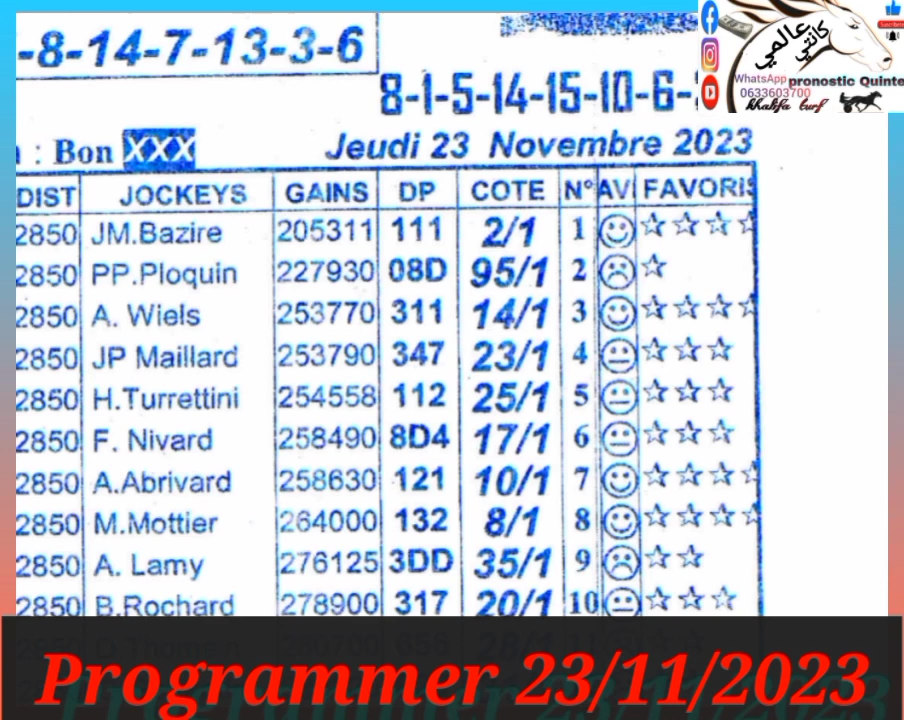 -8-14-7-13-3-6
8-1-5-14-15-10-6-
كانتي
عالمي
WhatsApp pronostic Quinte
0633603700
khalifa turf
: Bon XXX
Jeudi 23 Novembre 2023
DIST JOCKEYS GAINS DP COTE N° AVI FAVORIS
2850 JM.Bazire 205311 111 2/1 1
2850 PP.Ploquin 227930 08D 95/1 2
2850 A. Wiels 253770 311 14/1 3
2850 JP Maillard 253790 347 23/1 4
2850 H.Turrettini 254558 112 25/1 5
2850 F. Nivard 258490 8D4 17/1 6
2850 A.Abrivard 258630 121 10/1 7
2850 M.Mottier 264000 132 8/1 8
2850 A. Lamy 276125 3DD 35/1 9
2850 B.Rochard 278900 317 20/1 10
Programmer 23/11/2023